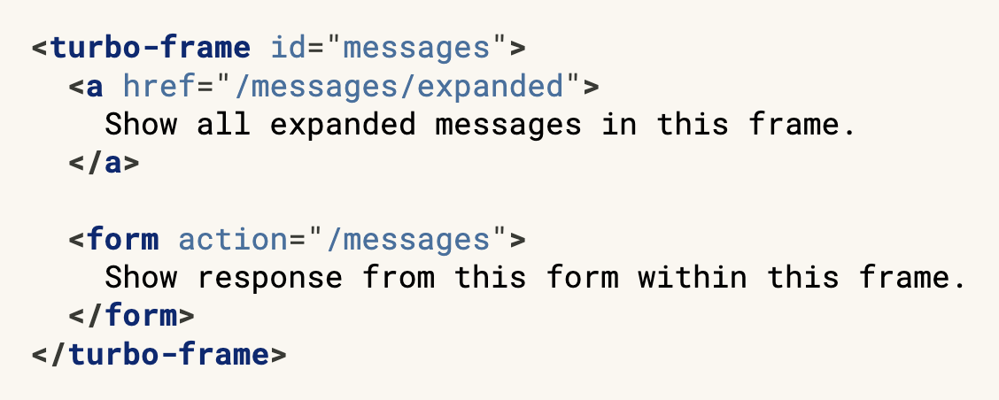 <turbo-frame id="messages">
  <a href="/messages/expanded">
    Show all expanded messages in this frame.
  </a>

  <form action="/messages">
    Show response from this form within this frame.
  </form>
</turbo-frame>